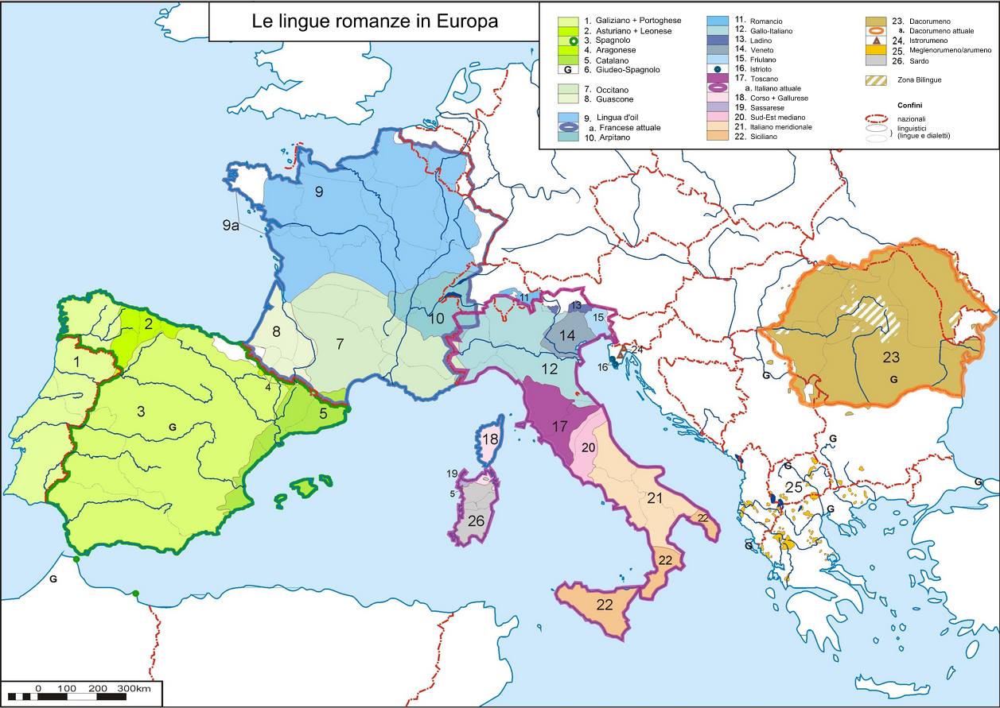 Le lingue romanze in Europa
1. Galiziano + Portoghese
2. Asturiano + Leonese
3. Spagnolo
4. Aragonese
5. Catalano
6. Giudeo-Spagnolo
G
7. Occitano
8. Guascone
9. Lingua d'oil
a. Francese attuale
10. Arpitano
11. Romancio
12. Gallo-Italiano
13. Ladino
14. Veneto
15. Friulano
16. Istrioto
17. Toscano
a. Italiano attuale
18. Corso + Gallurese
19. Sassarese
20. Sud-Est mediano
21. Italiano meridionale
22. Siciliano
23. Dacorumeno
a. Dacorumeno attuale
24. Istrorumeno
25. Meglenorumeno/arumeno
26. Sardo
Zona Bilingue
Confini
nazionali
linguistici
(lingue e dialetti)
}
9
9a
11
13
15
10
2
8
14
7
24
1
16
12
23
G
G
4
3
5
17
G
18
20
G
19
G
25
G
5
21
G
26
22
G
22
G
22
0 100 200 300km